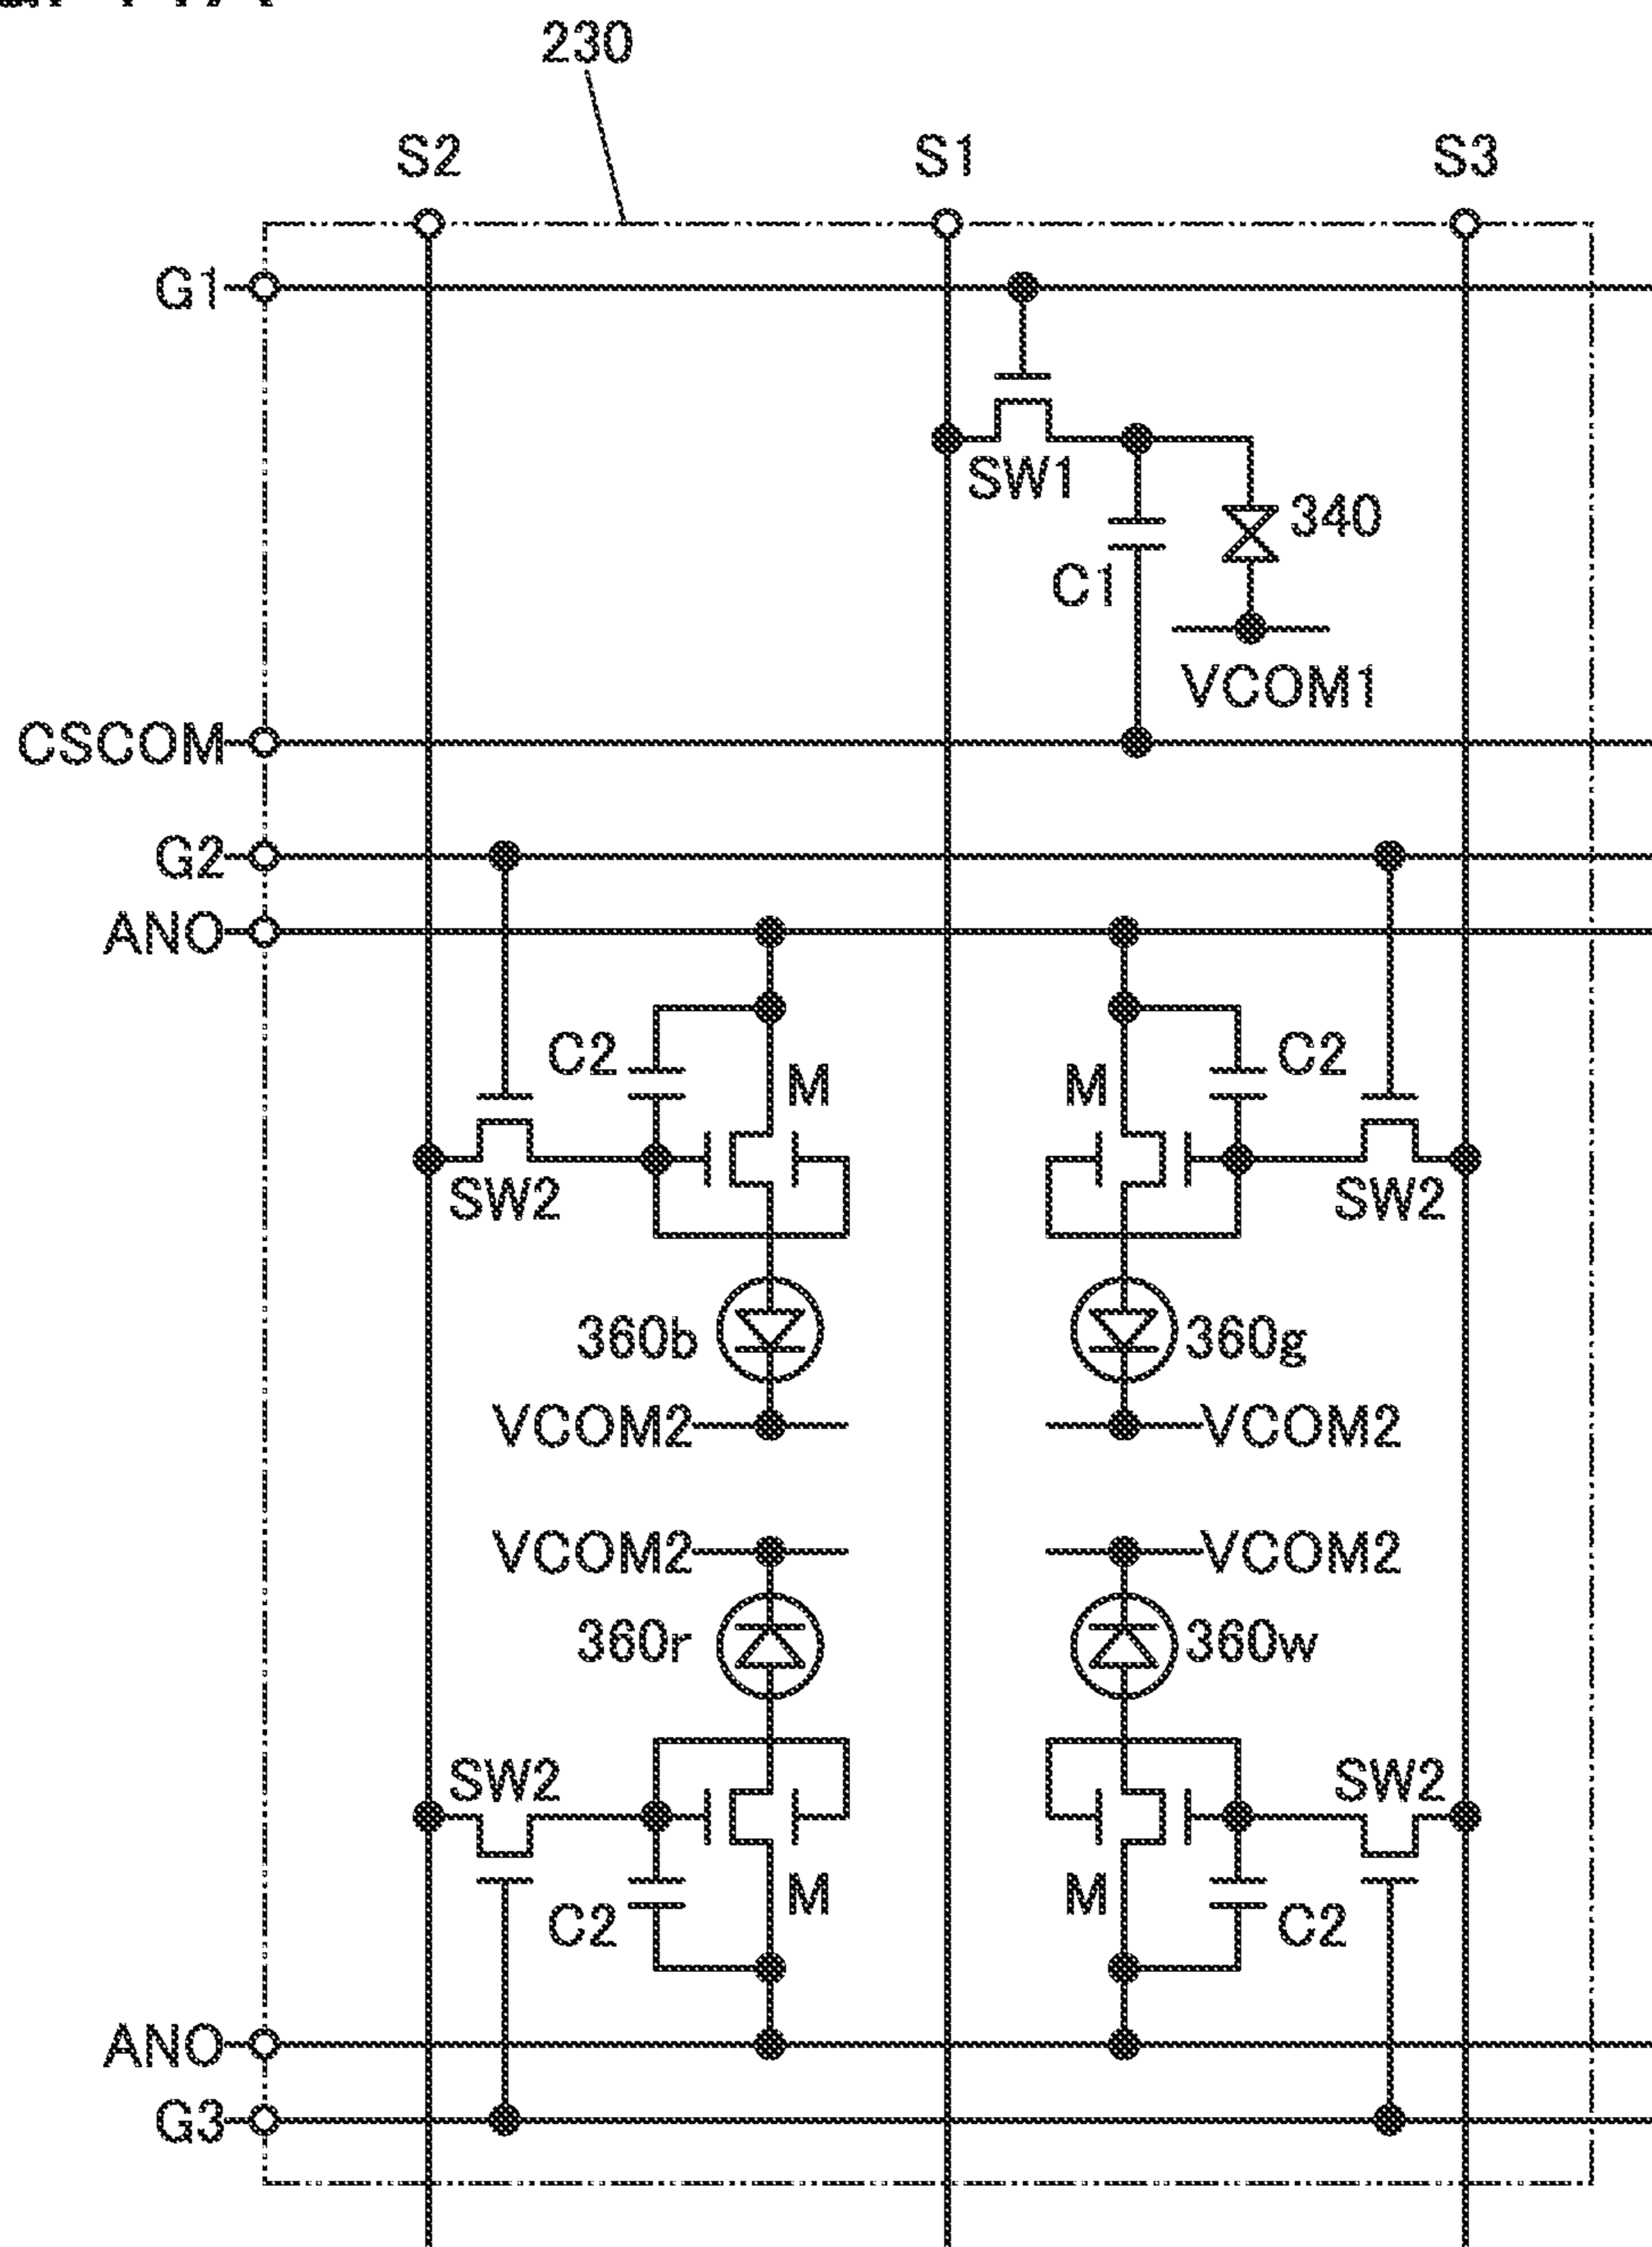 230
S2 S1 S3
G1
SW1
340
C1
VCOM1
CSCOM
G2
ANO
C2 M M C2
SW2 SW2
360b 360g
VCOM2 VCOM2
VCOM2 VCOM2
360r 360w
SW2 SW2
M M
C2 C2
ANO
G3